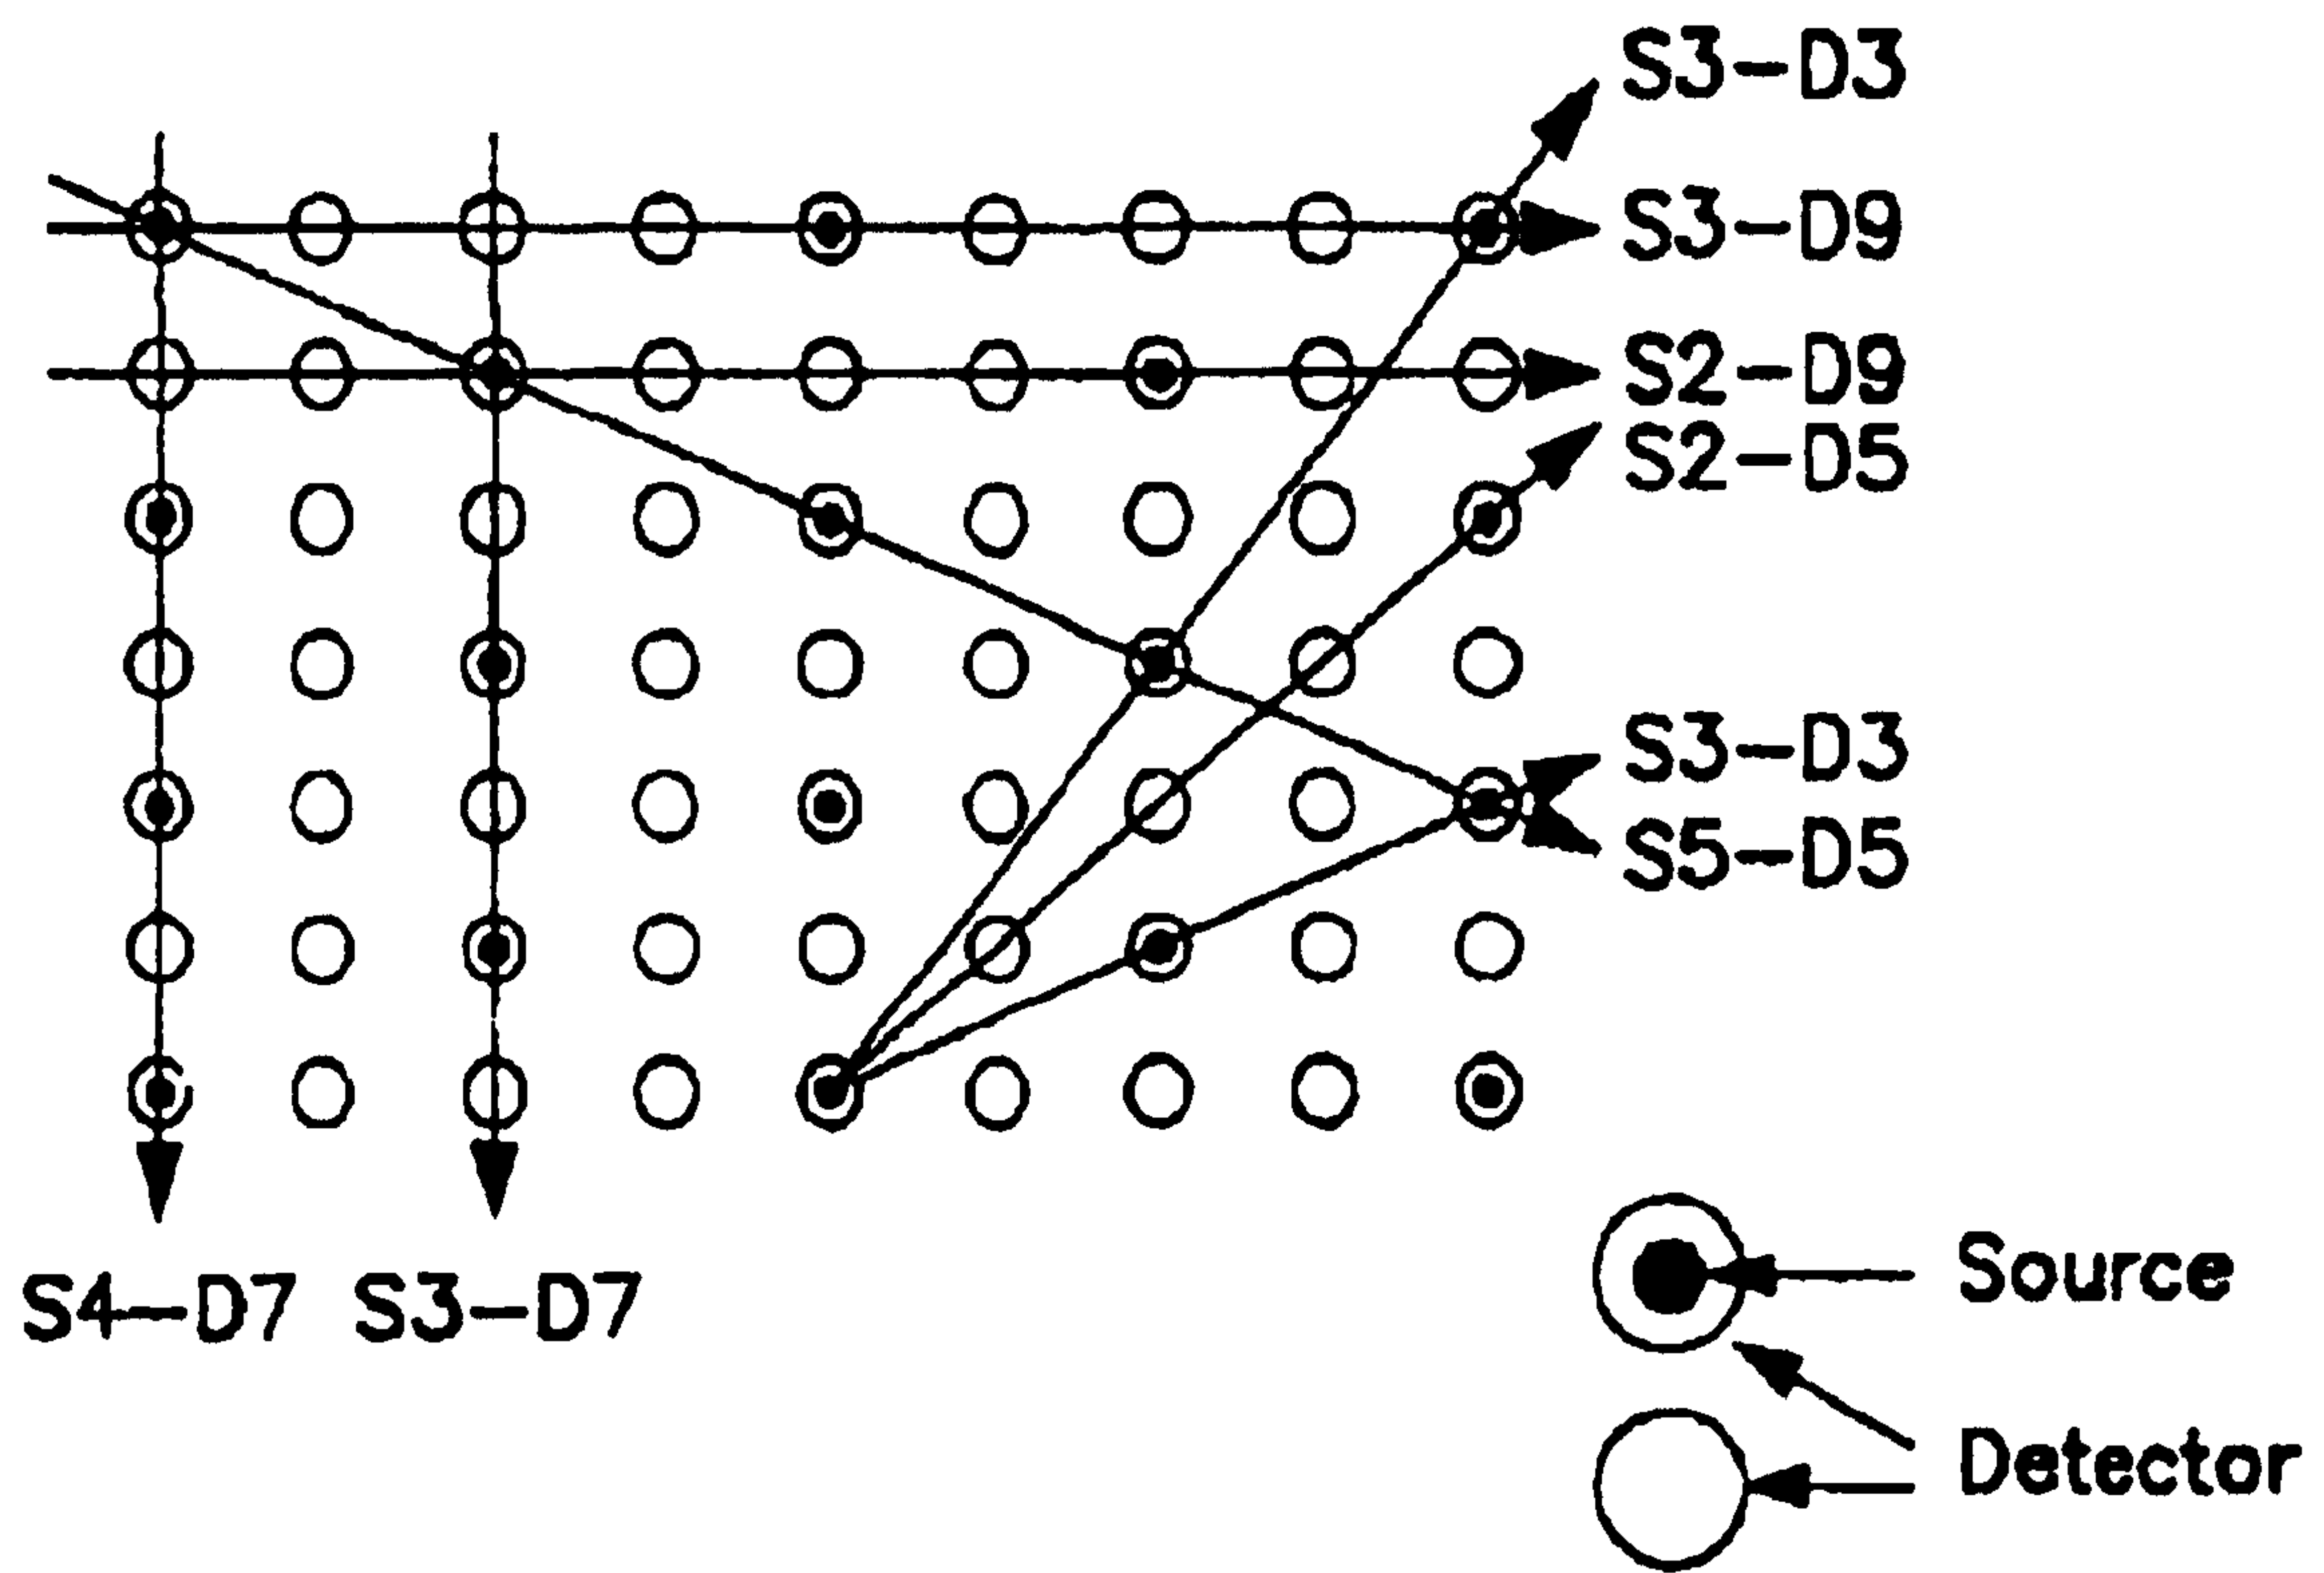 S3-D3
S3-D9
S2-D9
S2-D5
S3-D3
S5-D5
S4-D7 S3-D7
Source
Detector